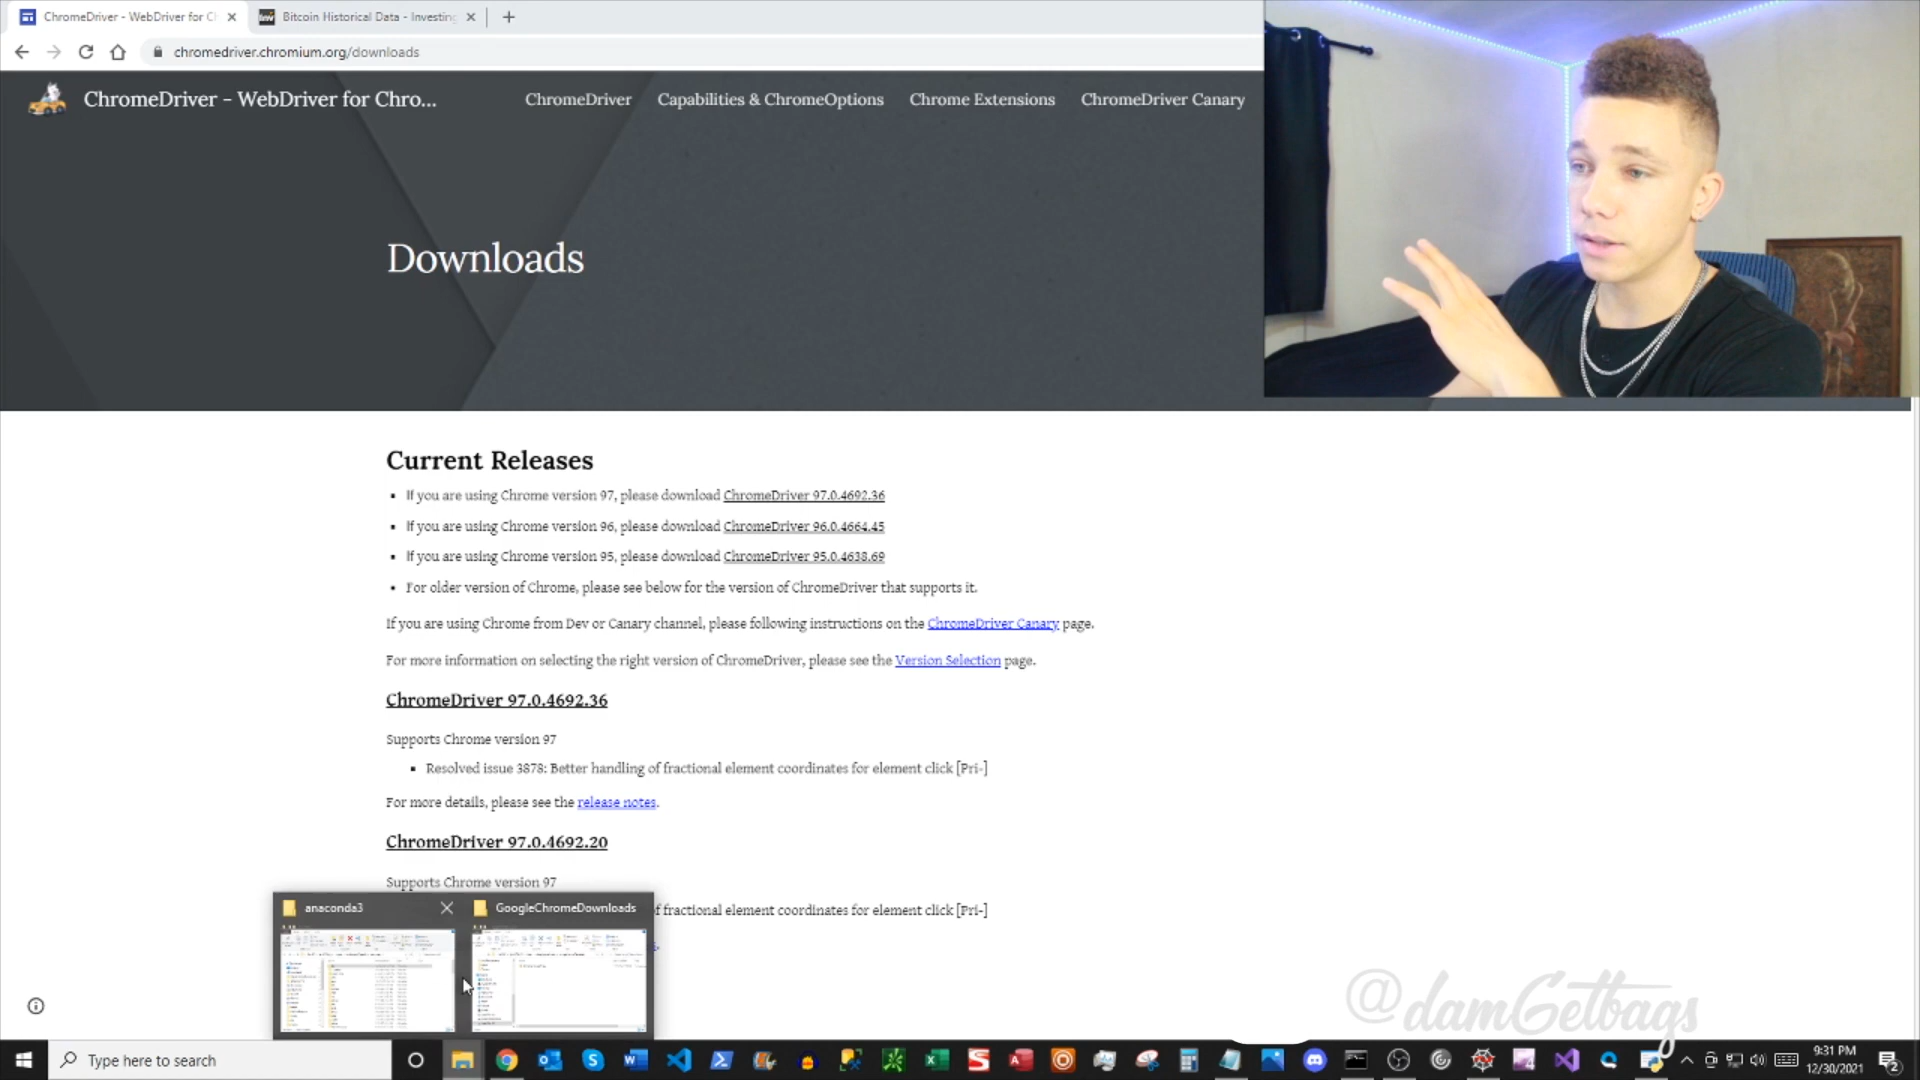 ChromeDriver - WebDriver for C
Bitcoin Historical Data - Investing
chromedriver.chromium.org/downloads
ChromeDriver - WebDriver for Chro...
ChromeDriver
Capabilities & ChromeOptions
Chrome Extensions
ChromeDriver Canary
Downloads
Current Releases
If you are using Chrome version 97, please download ChromeDriver 97.0.4692.36
If you are using Chrome version 96, please download ChromeDriver 96.0.4664.45
If you are using Chrome version 95, please download ChromeDriver 95.0.4638.69
For older version of Chrome, please see below for the version of ChromeDriver that supports it.
If you are using Chrome from Dev or Canary channel, please following instructions on the ChromeDriver Canary page.
For more information on selecting the right version of ChromeDriver, please see the Version Selection page.
ChromeDriver 97.0.4692.36
Supports Chrome version 97
Resolved issue 3878: Better handling of fractional element coordinates for element click [Pri-]
For more details, please see the release notes.
ChromeDriver 97.0.4692.20
Supports Chrome version 97
anaconda3
GoogleChromeDownloads
f fractional element coordinates for element click [Pri-]
s.
@damGetbags
Type here to search
9:31 PM
12/30/2021
2